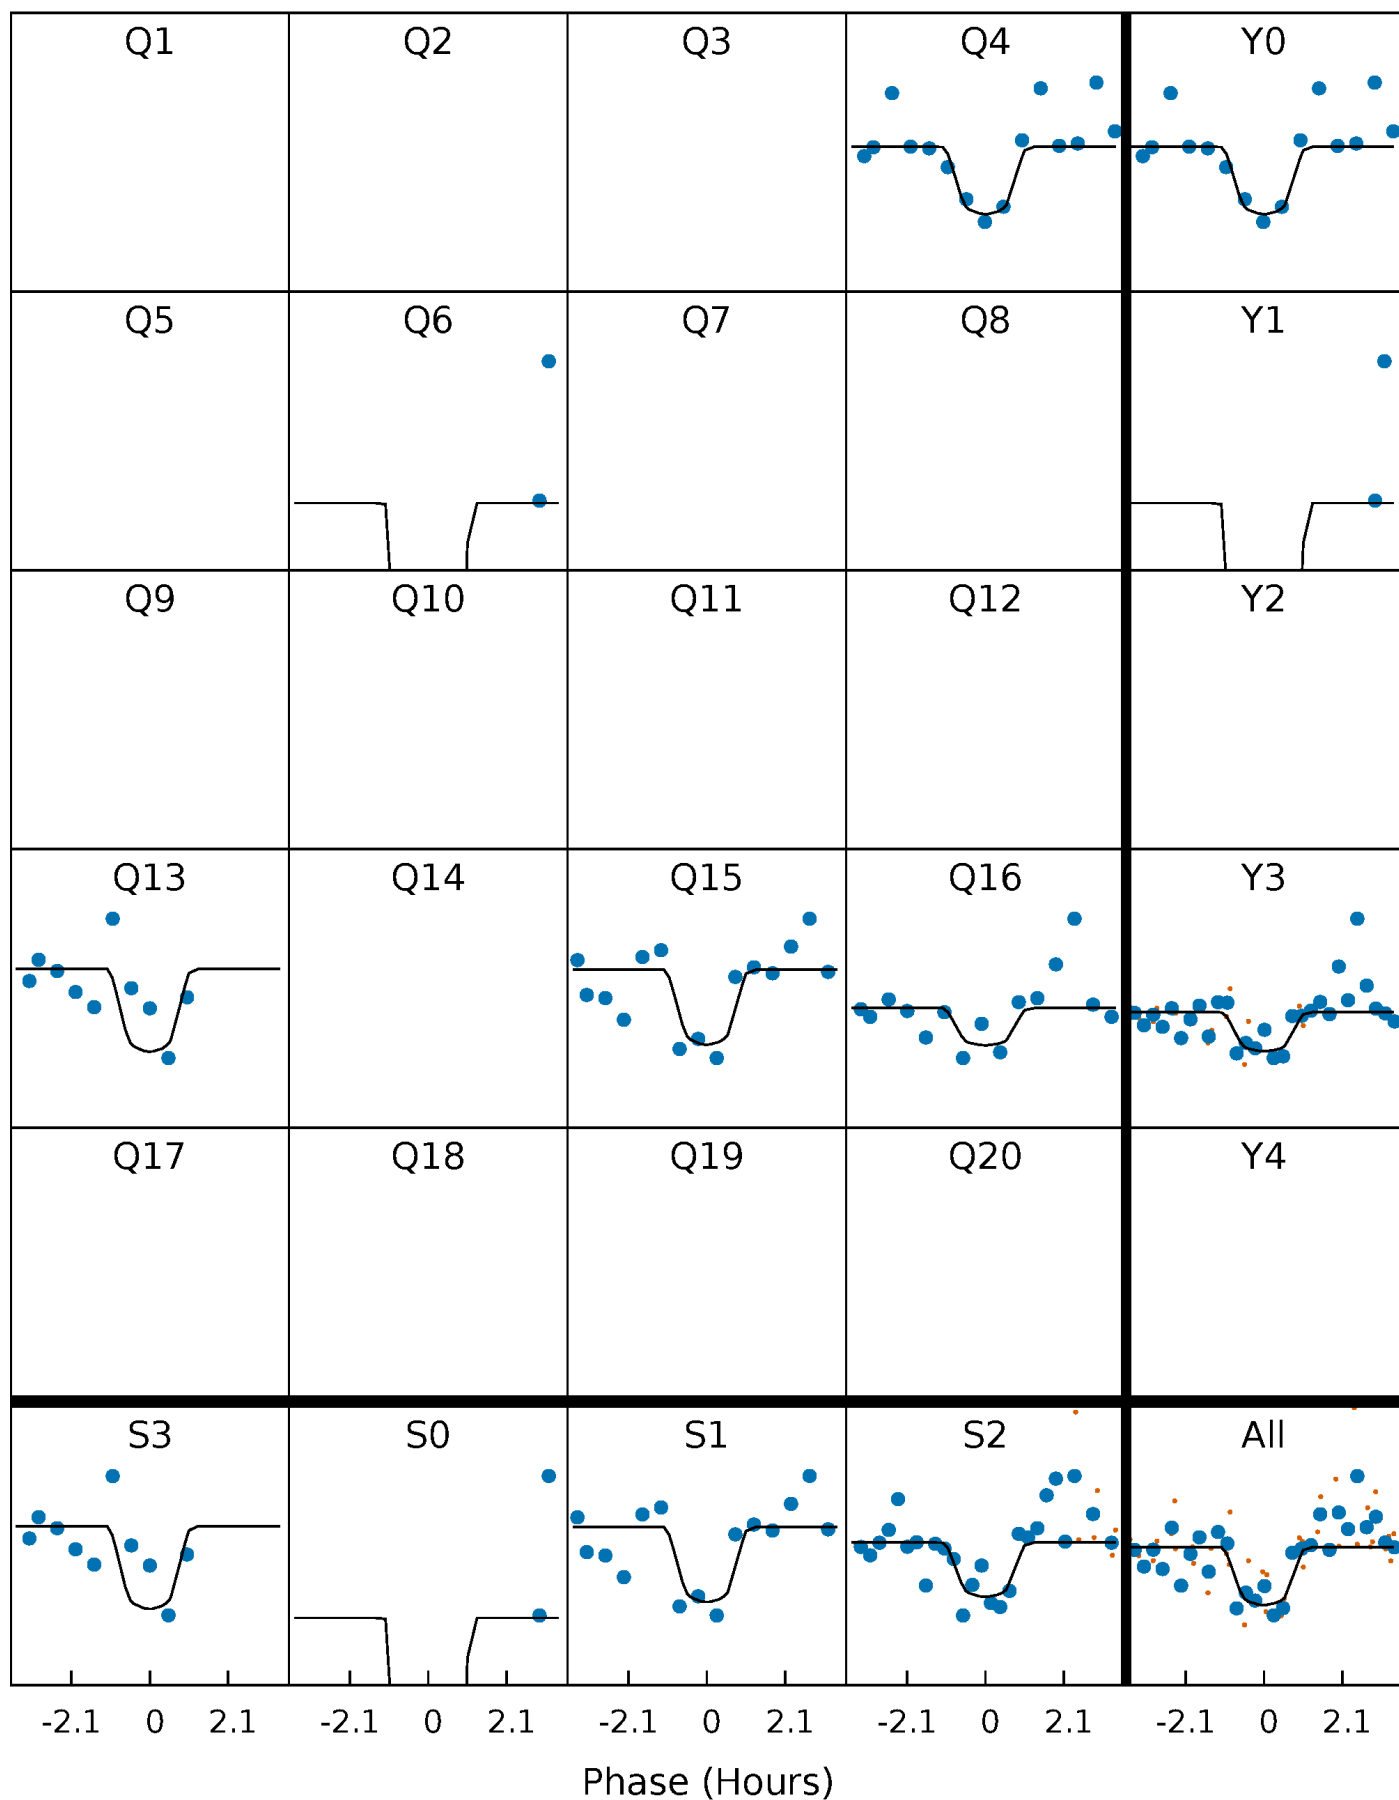 Q1 Q2 Q3 Q4 Y0
Q5 Q6 Q7 Q8 Y1
Q9 Q10 Q11 Q12 Y2
Q13 Q14 Q15 Q16 Y3
Q17 Q18 Q19 Q20 Y4
S3 S0 S1 S2 All
-2.1 0 2.1 -2.1 0 2.1 -2.1 0 2.1 -2.1 0 2.1 -2.1 0 2.1
Phase (Hours)